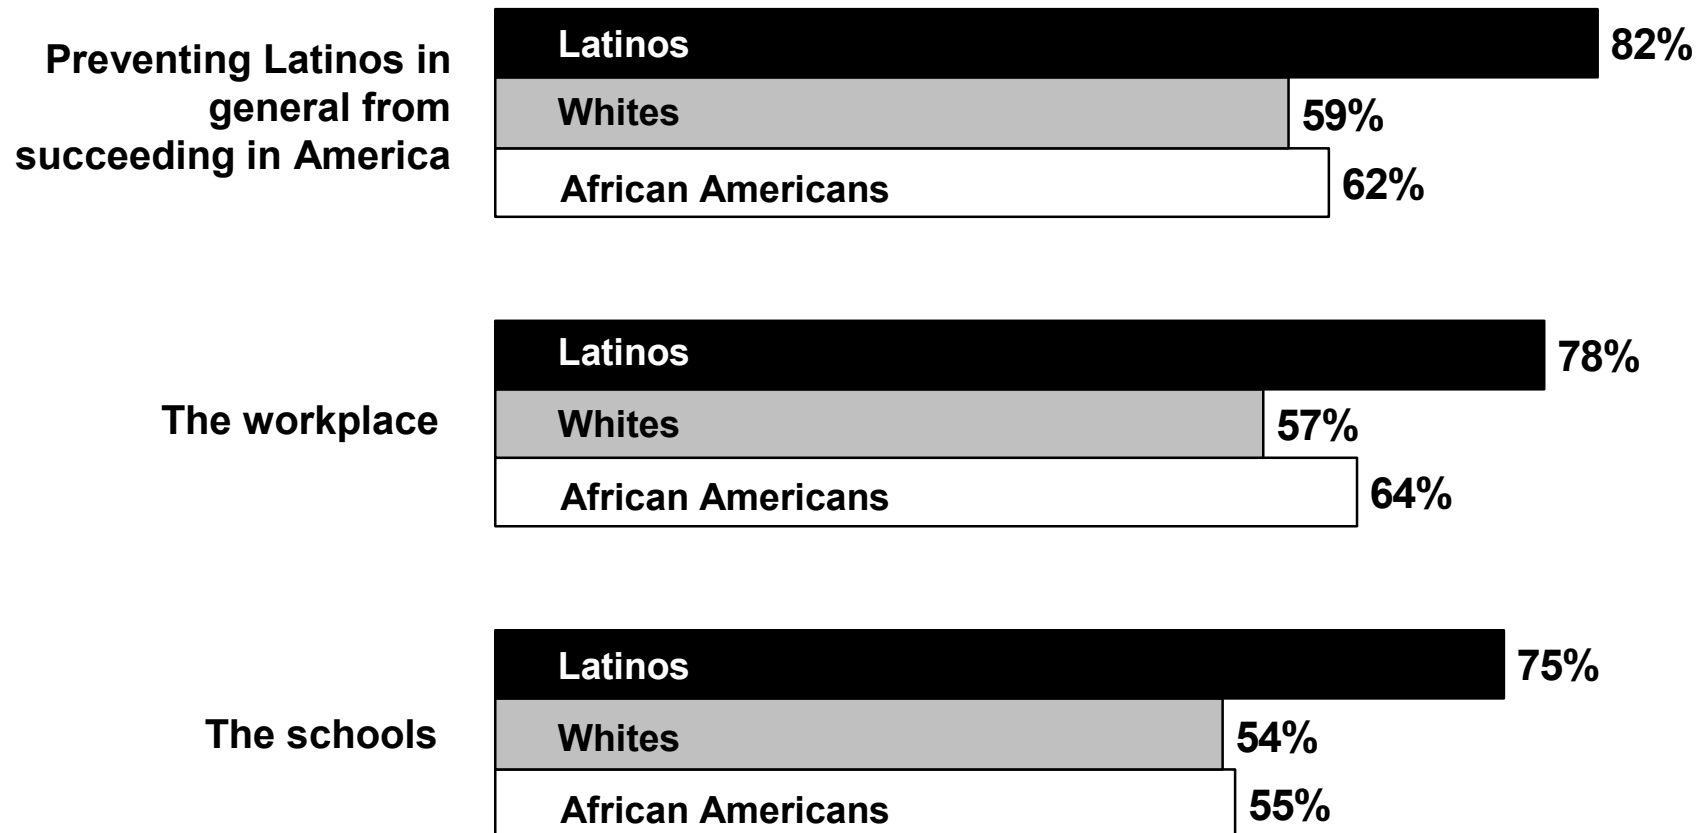 Preventing Latinos in
general from
succeeding in America
Latinos
82%
Whites
59%
African Americans
62%
The workplace
Latinos
78%
Whites
57%
African Americans
64%
The schools
Latinos
75%
Whites
54%
African Americans
55%